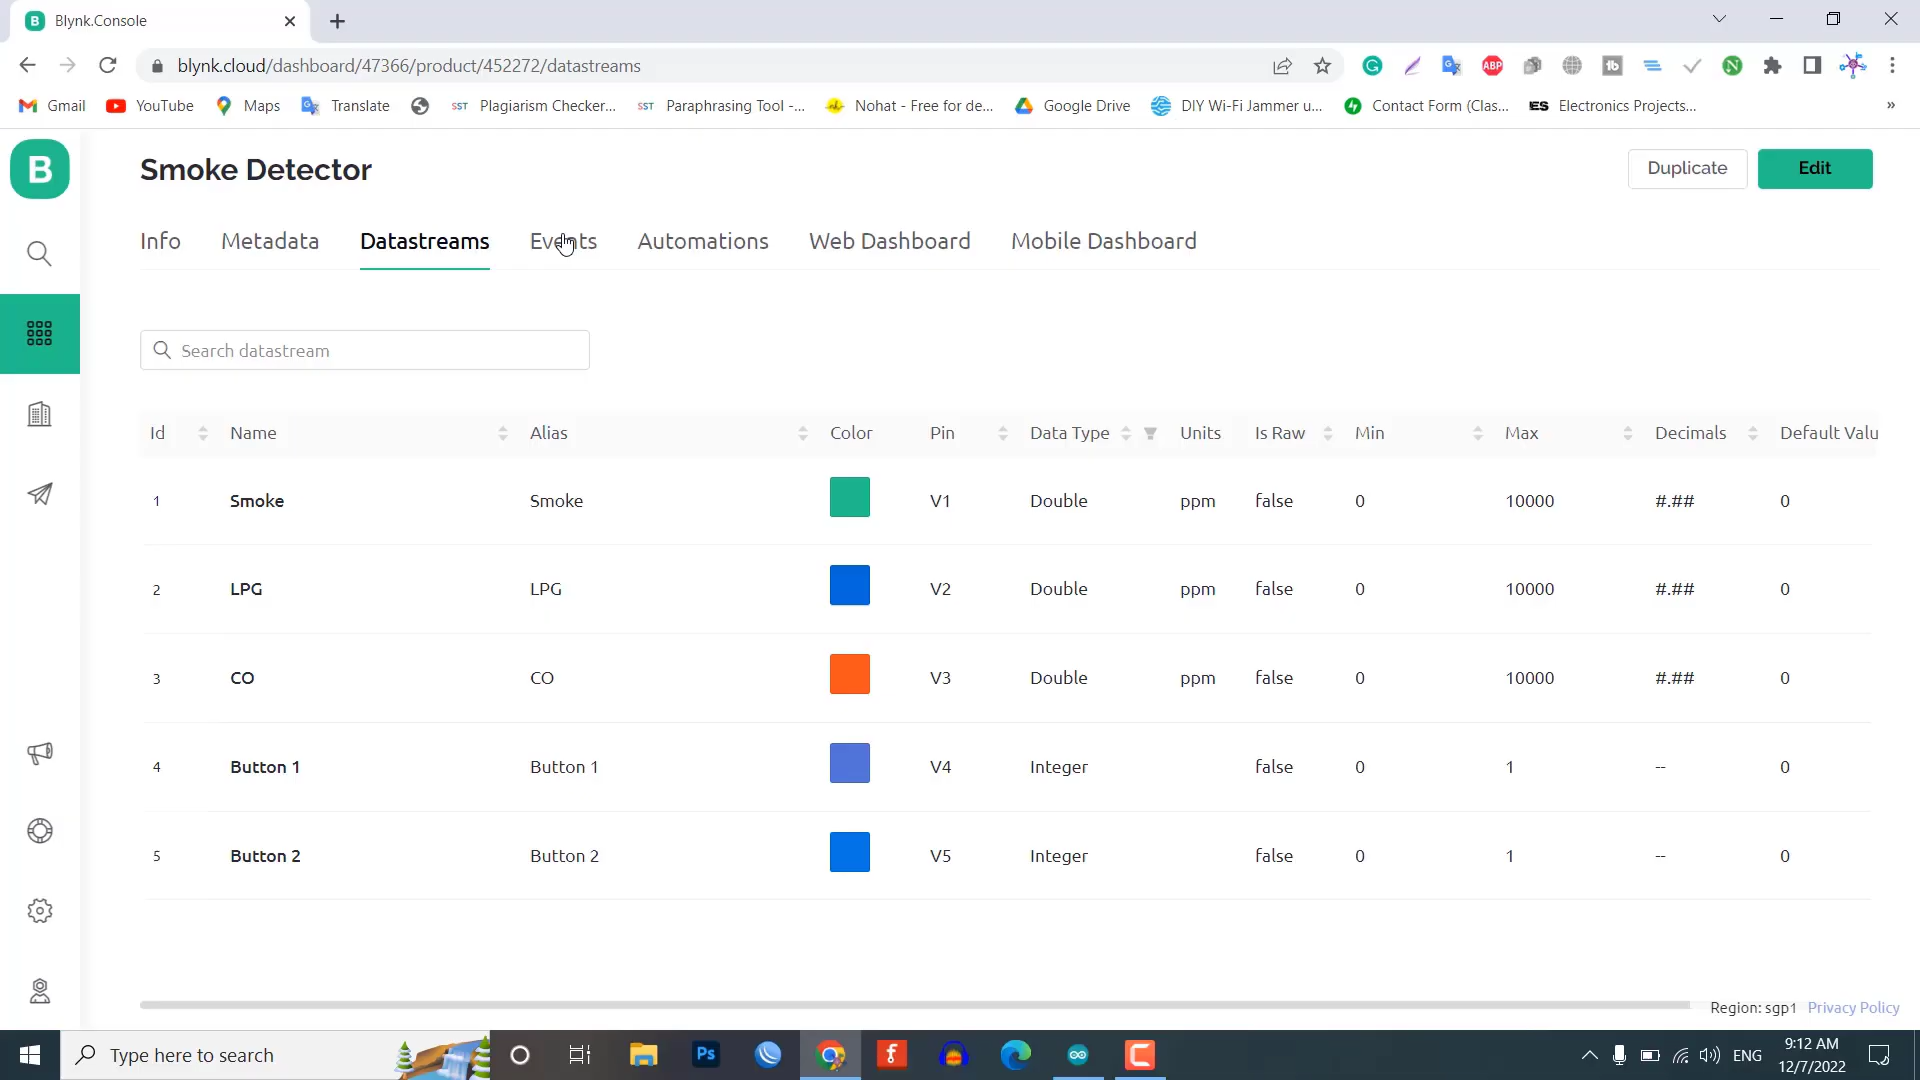 B Blynk.Console
blynk.cloud/dashboard/47366/product/452272/datastreams
Gmail YouTube Maps Translate SST Plagiarism Checker... SST Paraphrasing Tool -... Nohat - Free for de... Google Drive DIY Wi-Fi Jammer u... Contact Form (Clas... ES Electronics Projects... »
B Smoke Detector Duplicate Edit
Info Metadata Datastreams Events Automations Web Dashboard Mobile Dashboard
Search datastream
Id Name Alias Color Pin Data Type Units Is Raw Min Max Decimals Default Valu
1 Smoke Smoke V1 Double ppm false 0 10000 #.## 0
2 LPG LPG V2 Double ppm false 0 10000 #.## 0
3 CO CO V3 Double ppm false 0 10000 #.## 0
4 Button 1 Button 1 V4 Integer false 0 1 -- 0
5 Button 2 Button 2 V5 Integer false 0 1 -- 0
Region: sgp1 Privacy Policy
Type here to search Ps ENG 9:12 AM
12/7/2022